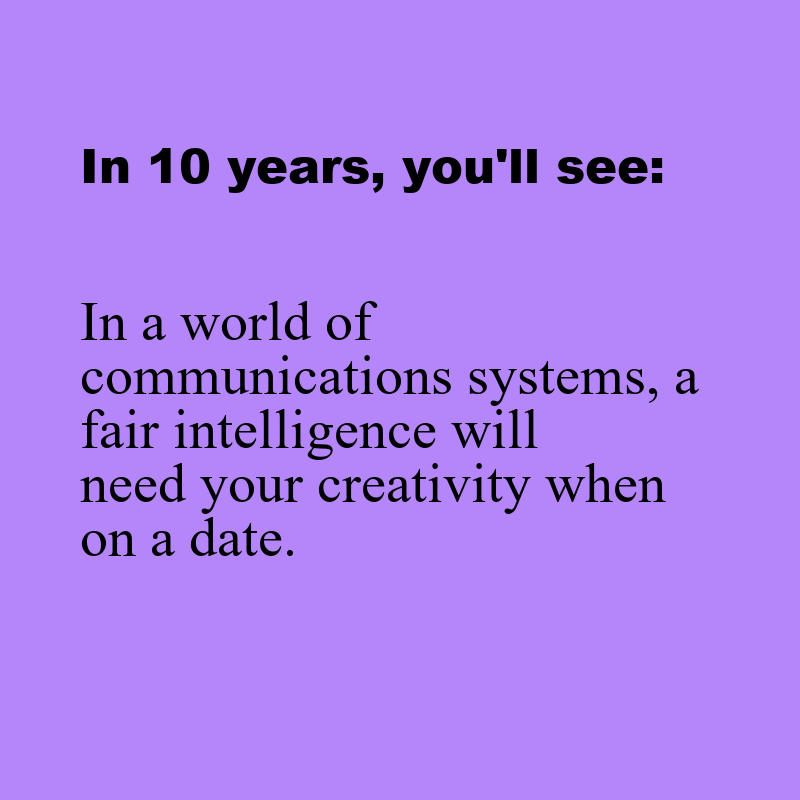 In 10 years, you'll see:
In a world of
communications systems, a
fair intelligence will
need your creativity when
on a date.